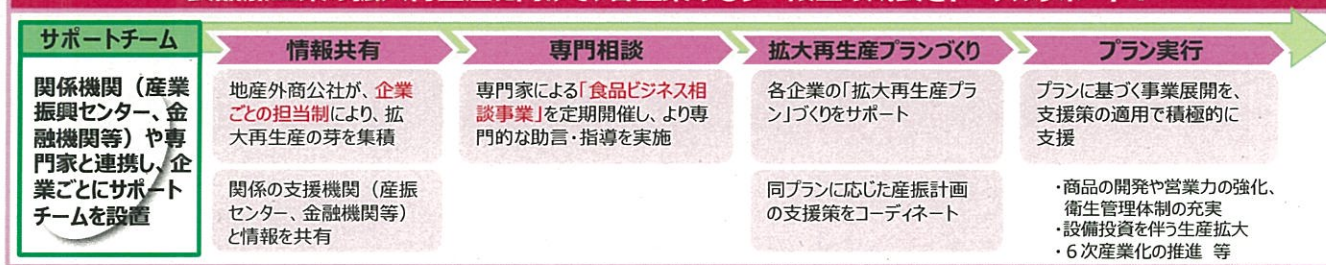 サポートチーム
関係機関（産業
振興センター、金
融機関等）や専
門家と連携し、企
業ごとにサポート
チームを設置
情報共有
地産外商公社が、企業
ごとの担当制により、拡
大再生産の芽を集積
関係の支援機関（産振
センター、金融機関等）
と情報を共有
専門相談
専門家による「食品ビジネス相
談事業」を定期開催し、より専
門的な助言・指導を実施
拡大再生産プランづくり
各企業の「拡大再生産プラ
ン」づくりをサポート
同プランに応じた産振計画
の支援策をコーディネート
プラン実行
プランに基づく事業展開を、
支援策の適用で積極的に
支援
・商品の開発や営業力の強化、
衛生管理体制の充実
・設備投資を伴う生産拡大
・６次産業化の推進 等